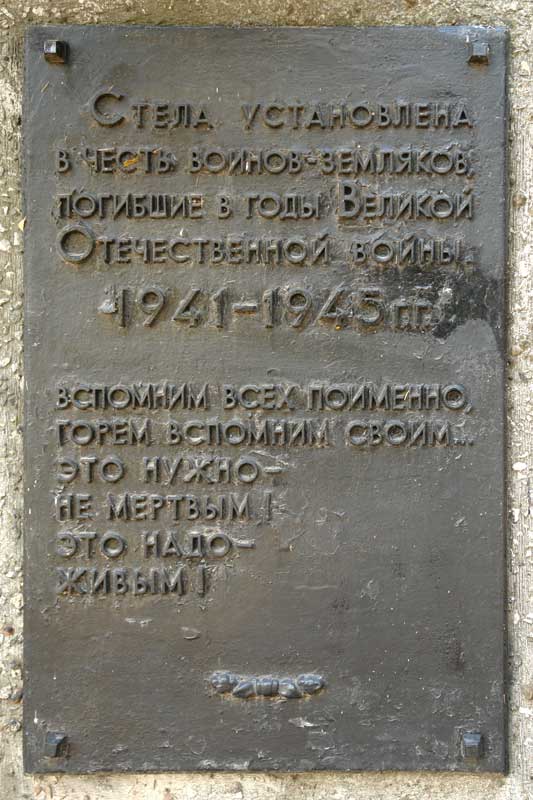 Стела установлена
в честь воинов-земляков,
погибшие в годы Великой
Отечественной войны
1941-1945 гг.
вспомним всех поименно,
горем вспомним своим...
это нужно-
не мертвым!
это надо-
живым!